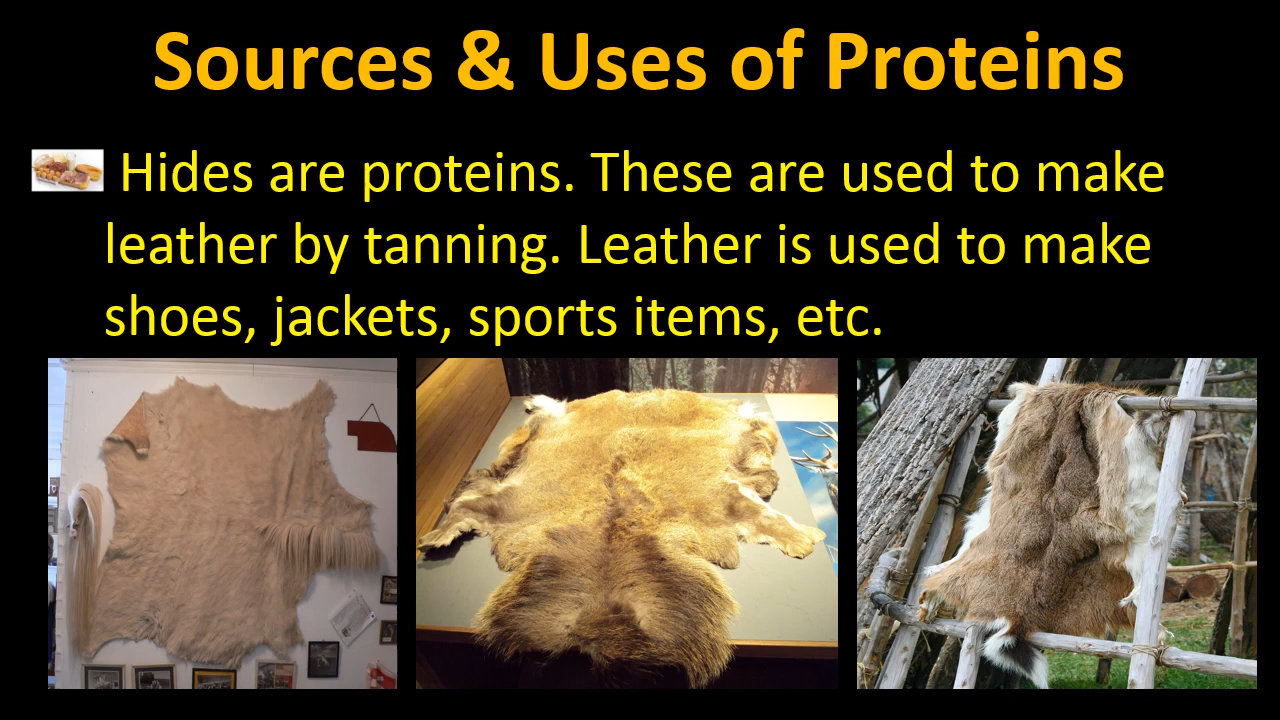 Sources & Uses of Proteins
Hides are proteins. These are used to make
leather by tanning. Leather is used to make
shoes, jackets, sports items, etc.